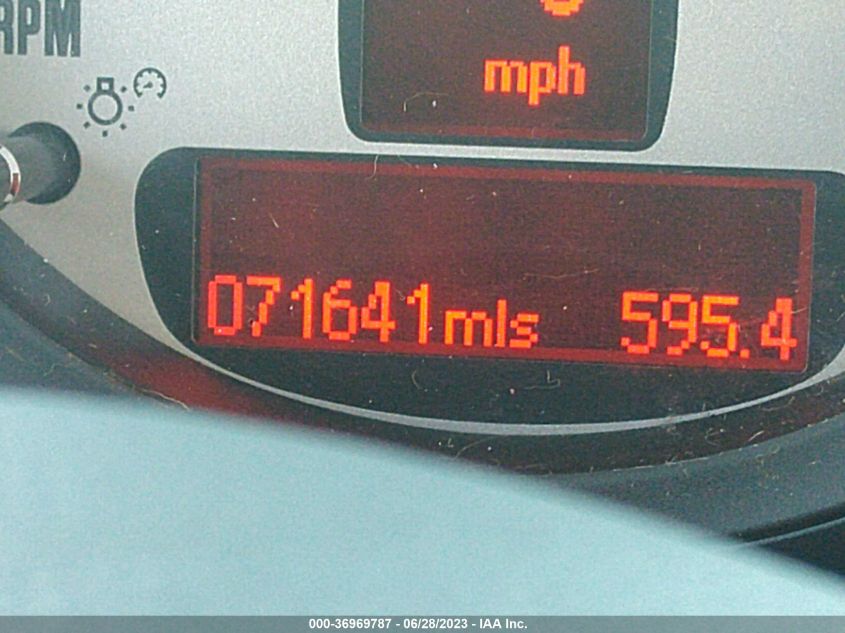 RPM
mph
071641mls 595.4
000-36969787 - 06/28/2023 - IAA Inc.